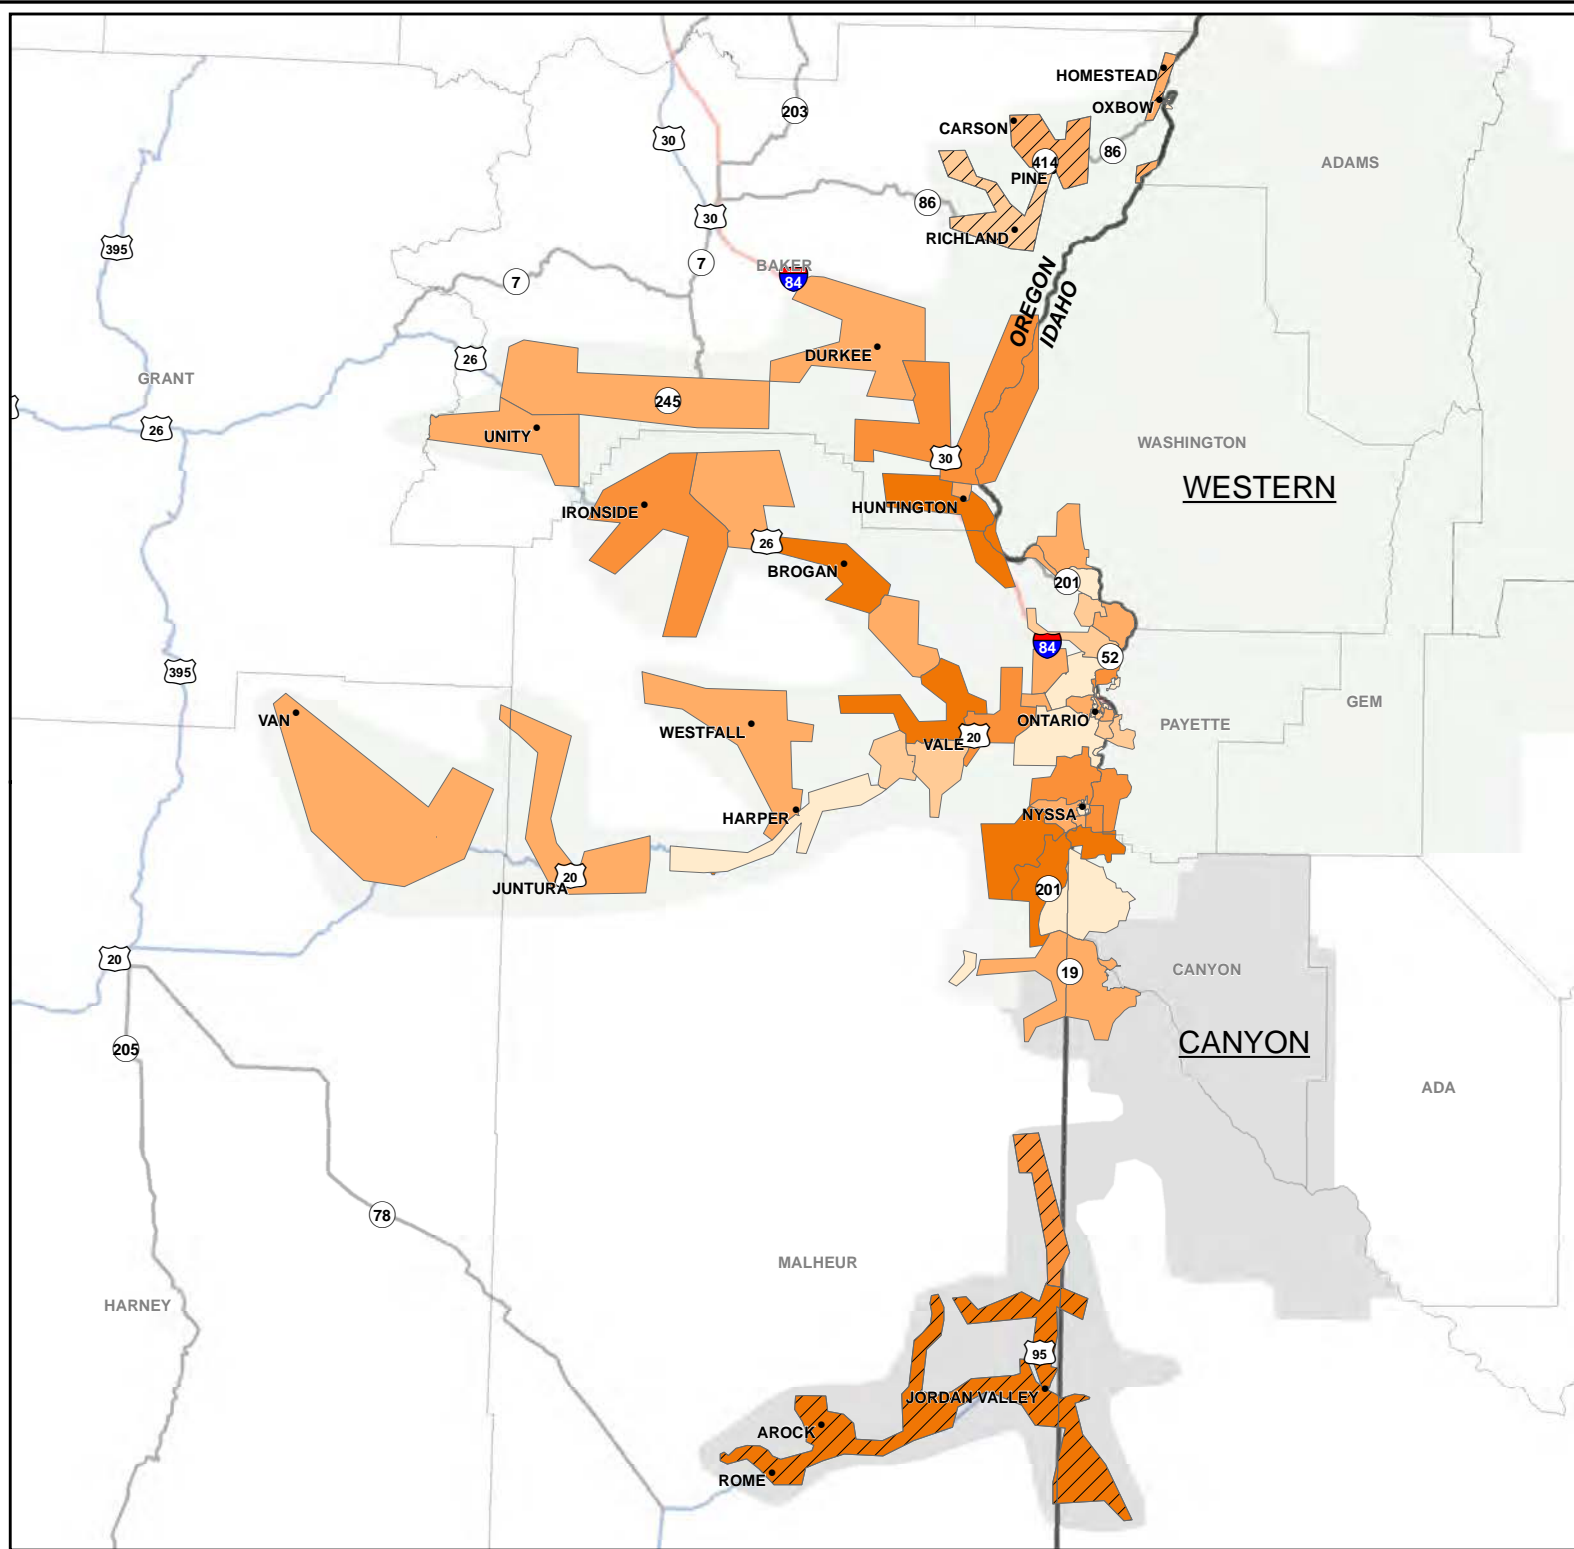 HOMESTEAD
OXBOW
203
CARSON
30
86
414
ADAMS
PINE
86
30
RICHLAND
395
7
BAKER
7
84
OREGON
IDAHO
DURKEE
26
GRANT
245
26
UNITY
WASHINGTON
30
WESTERN
HUNTINGTON
IRONSIDE
26
BROGAN
201
84
52
395
GEM
VAN
ONTARIO
PAYETTE
WESTFALL
20
VALE
HARPER
NYSSA
20
JUNTURA
201
20
19
CANYON
CANYON
205
ADA
78
MALHEUR
HARNEY
95
JORDAN VALLEY
AROCK
ROME